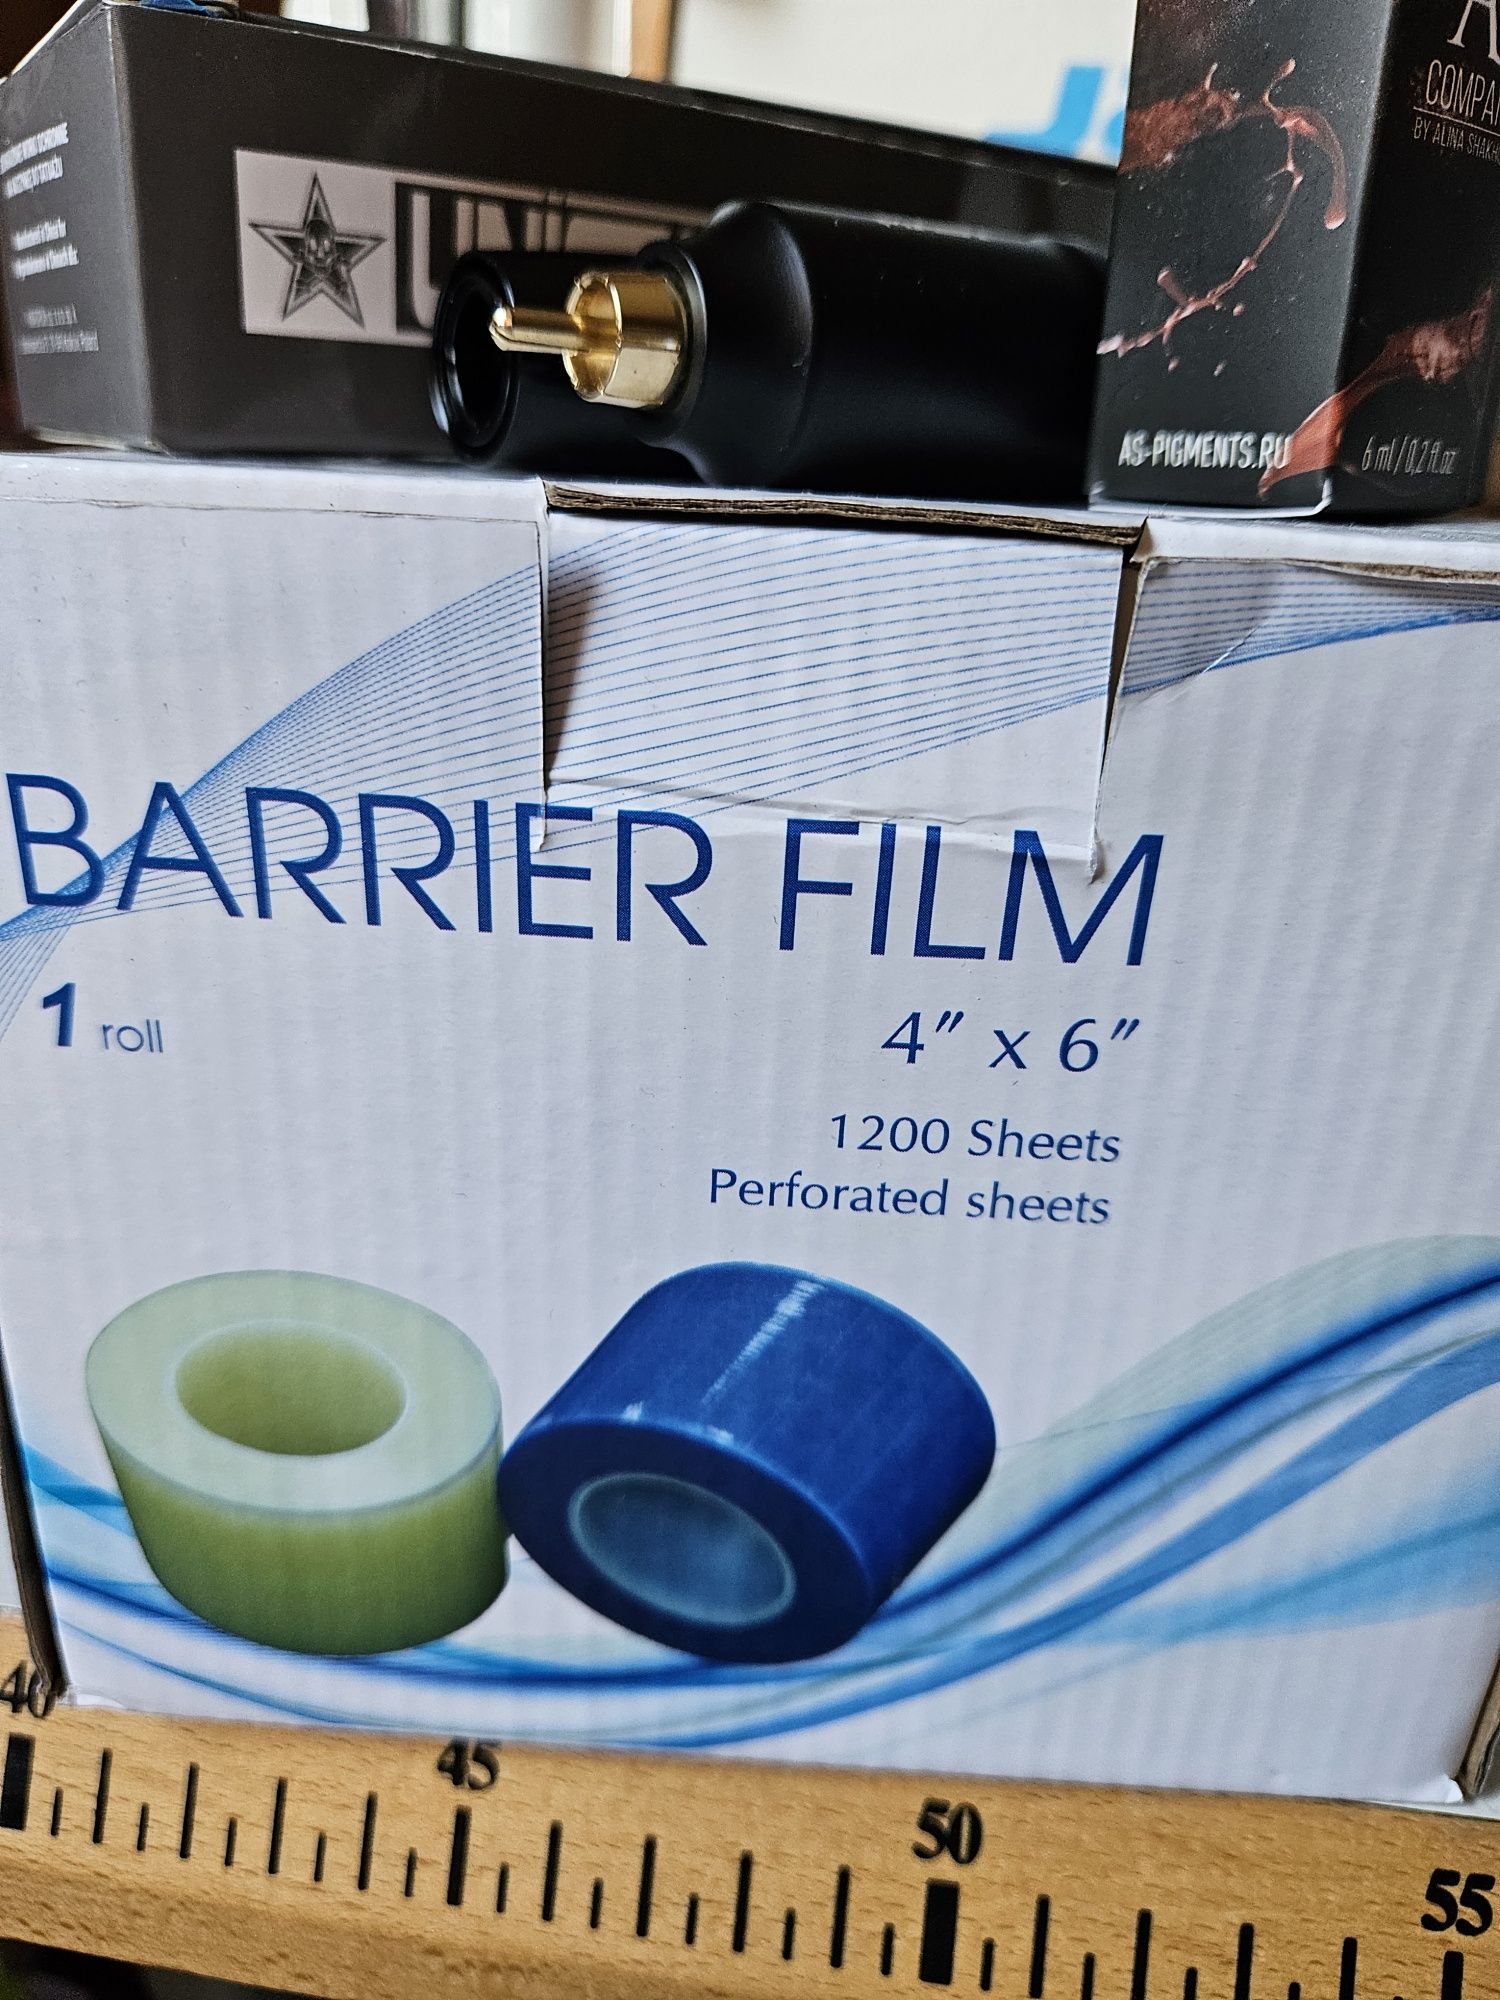 COMPA
BY ALINA SHAKH
AS-PIGMENTS.RU
6 ml / 0,2 fl.oz
BARRIER FILM
1 roll
4" x 6"
1200 Sheets
Perforated sheets
40
45
50
55